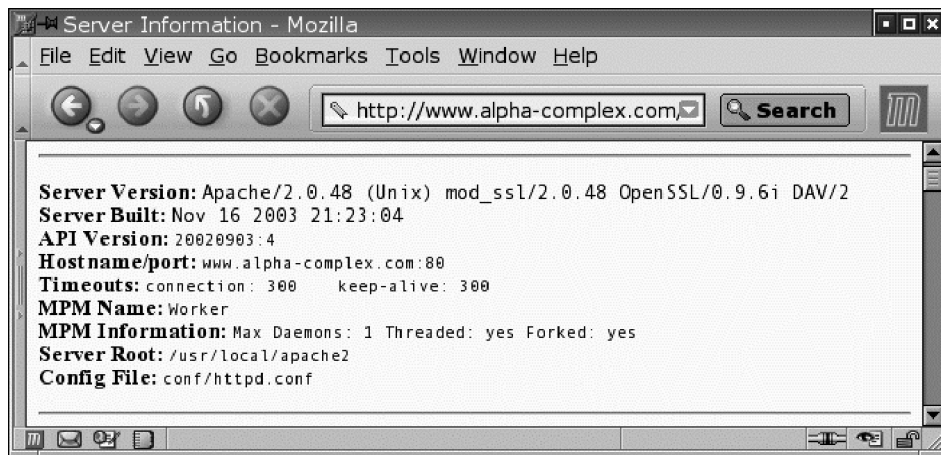 Server Information - Mozilla
File Edit View Go Bookmarks Tools Window Help
http://www.alpha-complex.com/ Search
Server Version: Apache/2.0.48 (Unix) mod_ssl/2.0.48 OpenSSL/0.9.6i DAV/2
Server Built: Nov 16 2003 21:23:04
API Version: 20020903:4
Hostname/port: www.alpha-complex.com:80
Timeouts: connection: 300 keep-alive: 300
MPM Name: Worker
MPM Information: Max Daemons: 1 Threaded: yes Forked: yes
Server Root: /usr/local/apache2
Config File: conf/httpd.conf